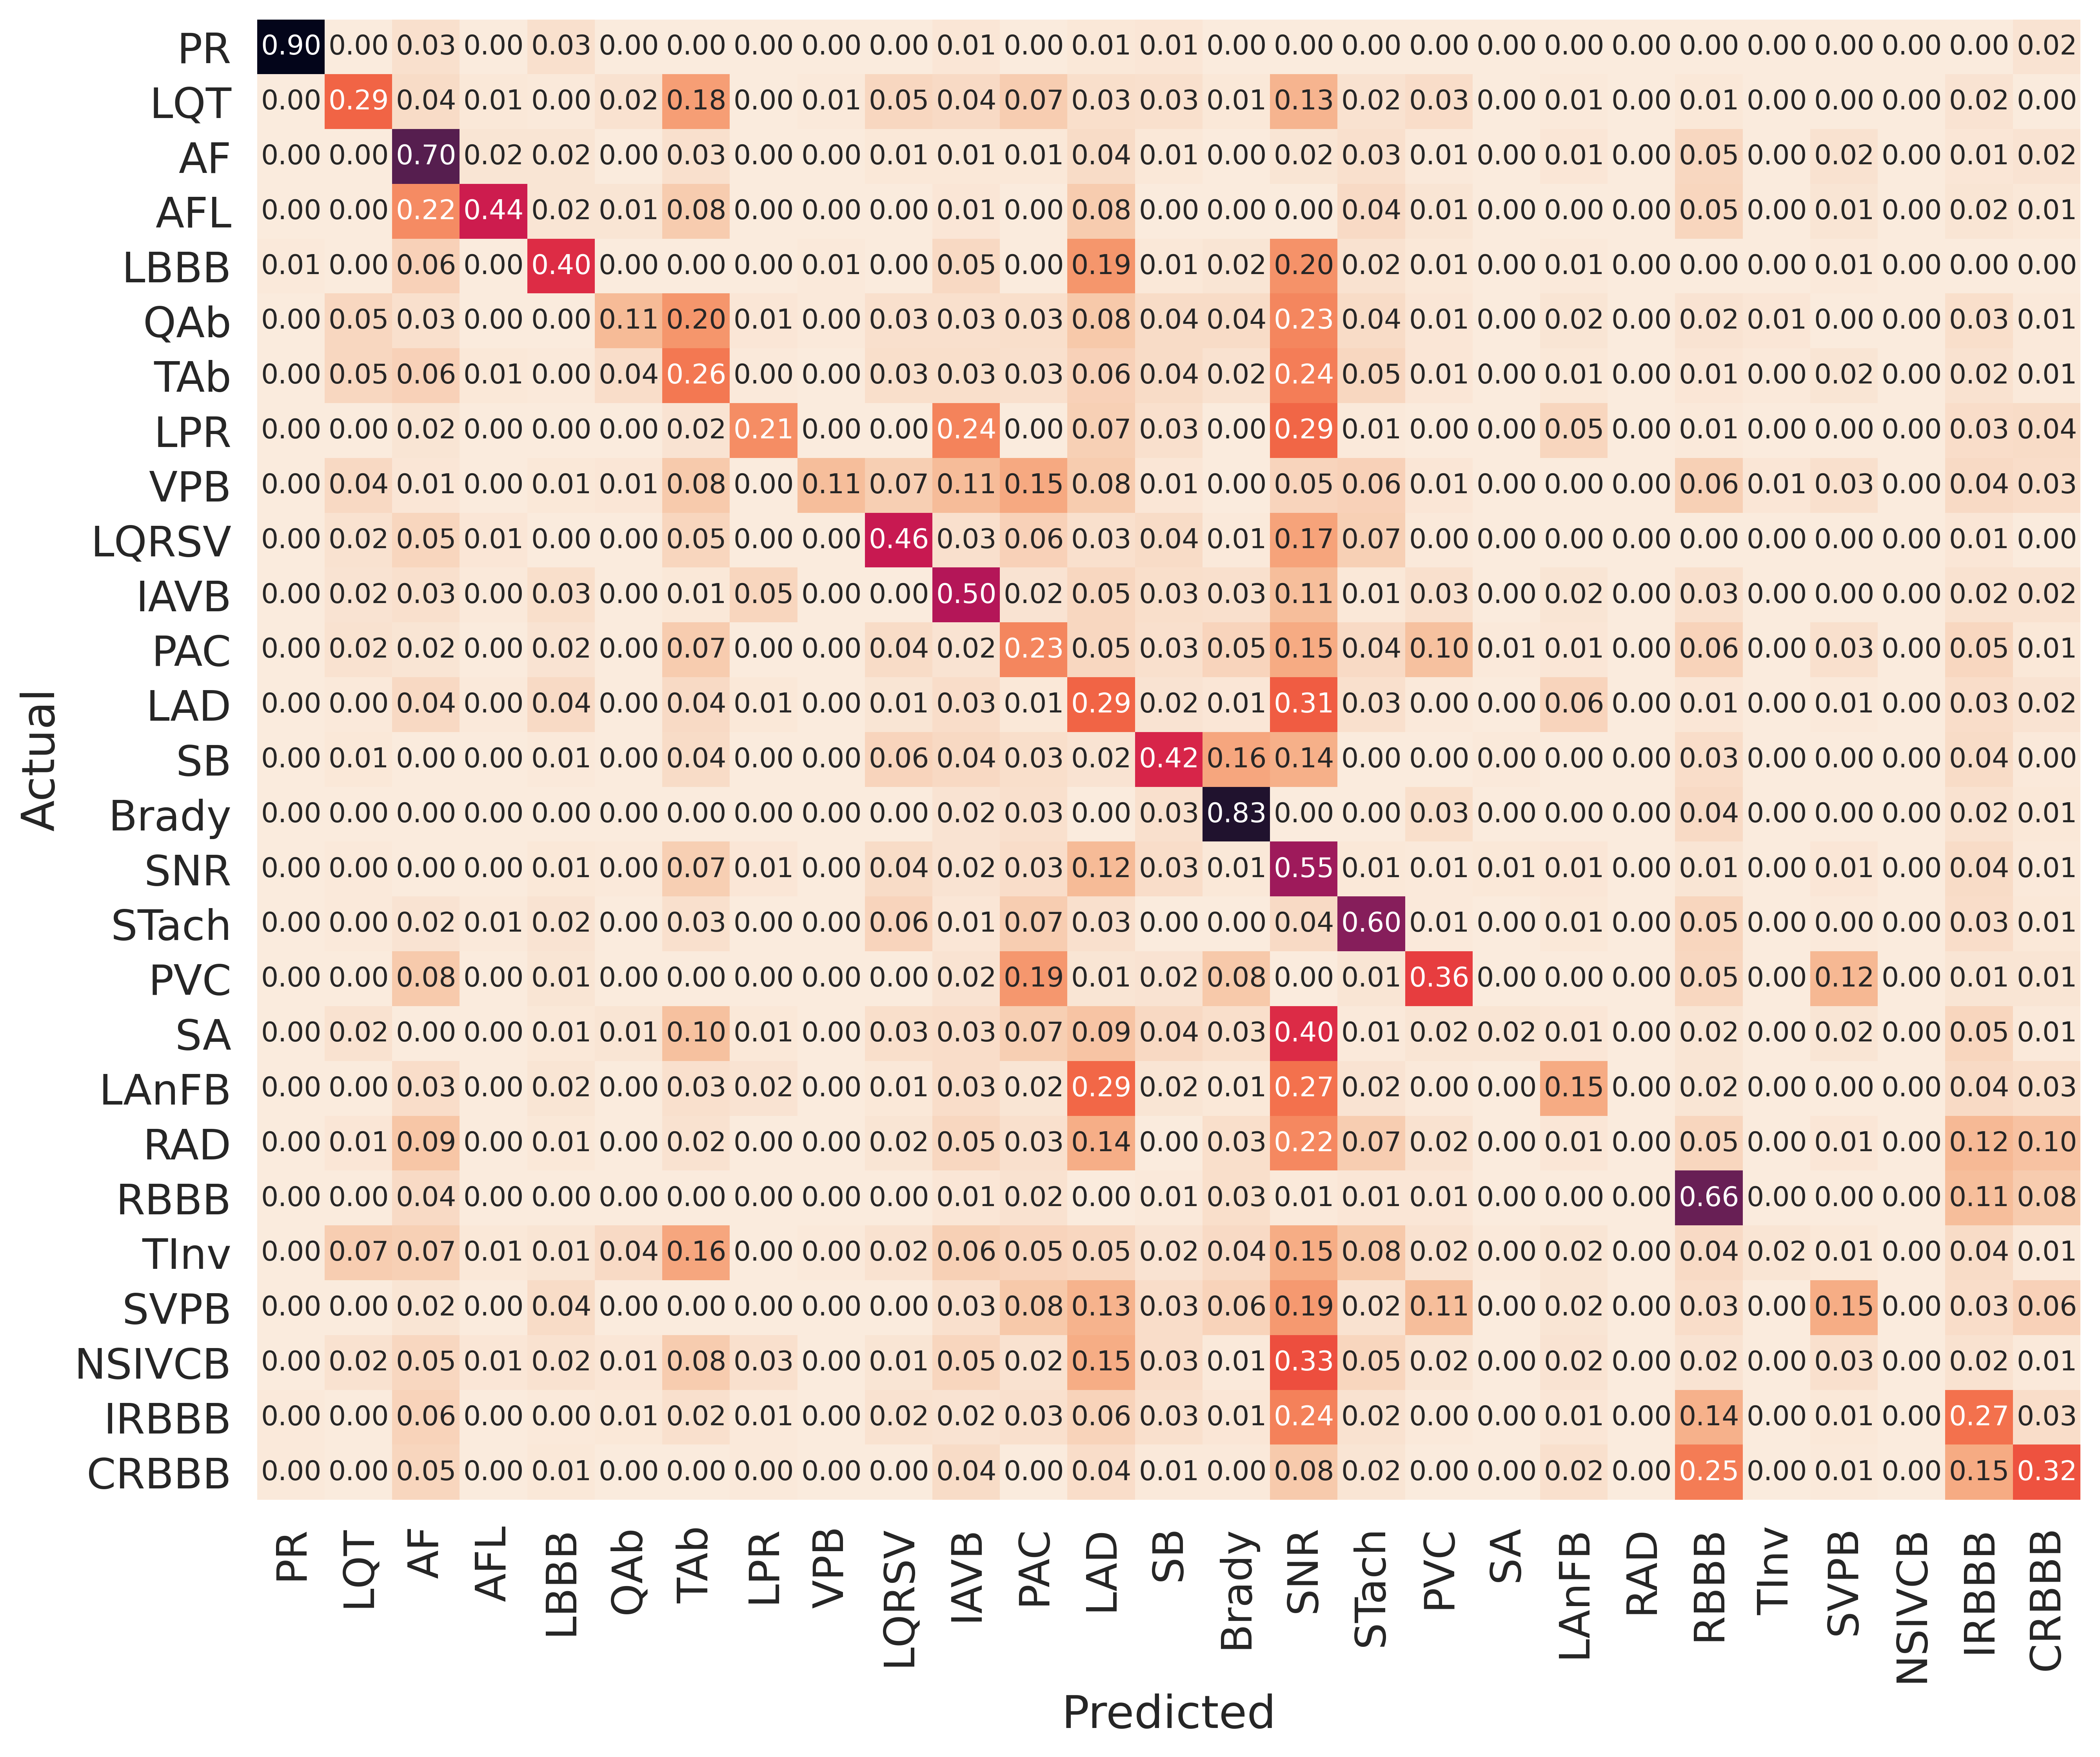 PR 0.90 0.00 0.03 0.00 0.03 0.00 0.00 0.00 0.00 0.00 0.01 0.00 0.01 0.01 0.00 0.00 0.00 0.00 0.00 0.00 0.00 0.00 0.00 0.00 0.00 0.00 0.02
LQT 0.00 0.29 0.04 0.01 0.00 0.02 0.18 0.00 0.01 0.05 0.04 0.07 0.03 0.03 0.01 0.13 0.02 0.03 0.00 0.01 0.00 0.01 0.00 0.00 0.00 0.02 0.00
AF 0.00 0.00 0.70 0.02 0.02 0.00 0.03 0.00 0.00 0.01 0.01 0.01 0.04 0.01 0.00 0.02 0.03 0.01 0.00 0.01 0.00 0.05 0.00 0.02 0.00 0.01 0.02
AFL 0.00 0.00 0.22 0.44 0.02 0.01 0.08 0.00 0.00 0.00 0.01 0.00 0.08 0.00 0.00 0.00 0.04 0.01 0.00 0.00 0.00 0.05 0.00 0.01 0.00 0.02 0.01
LBBB 0.01 0.00 0.06 0.00 0.40 0.00 0.00 0.00 0.01 0.00 0.05 0.00 0.19 0.01 0.02 0.20 0.02 0.01 0.00 0.01 0.00 0.00 0.00 0.01 0.00 0.00 0.00
QAb 0.00 0.05 0.03 0.00 0.00 0.11 0.20 0.01 0.00 0.03 0.03 0.03 0.08 0.04 0.04 0.23 0.04 0.01 0.00 0.02 0.00 0.02 0.01 0.00 0.00 0.03 0.01
TAb 0.00 0.05 0.06 0.01 0.00 0.04 0.26 0.00 0.00 0.03 0.03 0.03 0.06 0.04 0.02 0.24 0.05 0.01 0.00 0.01 0.00 0.01 0.00 0.02 0.00 0.02 0.01
LPR 0.00 0.00 0.02 0.00 0.00 0.00 0.02 0.21 0.00 0.00 0.24 0.00 0.07 0.03 0.00 0.29 0.01 0.00 0.00 0.05 0.00 0.01 0.00 0.00 0.00 0.03 0.04
VPB 0.00 0.04 0.01 0.00 0.01 0.01 0.08 0.00 0.11 0.07 0.11 0.15 0.08 0.01 0.00 0.05 0.06 0.01 0.00 0.00 0.00 0.06 0.01 0.03 0.00 0.04 0.03
LQRSV 0.00 0.02 0.05 0.01 0.00 0.00 0.05 0.00 0.00 0.46 0.03 0.06 0.03 0.04 0.01 0.17 0.07 0.00 0.00 0.00 0.00 0.00 0.00 0.00 0.00 0.01 0.00
IAVB 0.00 0.02 0.03 0.00 0.03 0.00 0.01 0.05 0.00 0.00 0.50 0.02 0.05 0.03 0.03 0.11 0.01 0.03 0.00 0.02 0.00 0.03 0.00 0.00 0.00 0.02 0.02
PAC 0.00 0.02 0.02 0.00 0.02 0.00 0.07 0.00 0.00 0.04 0.02 0.23 0.05 0.03 0.05 0.15 0.04 0.10 0.01 0.01 0.00 0.06 0.00 0.03 0.00 0.05 0.01
LAD 0.00 0.00 0.04 0.00 0.04 0.00 0.04 0.01 0.00 0.01 0.03 0.01 0.29 0.02 0.01 0.31 0.03 0.00 0.00 0.06 0.00 0.01 0.00 0.01 0.00 0.03 0.02
SB 0.00 0.01 0.00 0.00 0.01 0.00 0.04 0.00 0.00 0.06 0.04 0.03 0.02 0.42 0.16 0.14 0.00 0.00 0.00 0.00 0.00 0.03 0.00 0.00 0.00 0.04 0.00
Brady 0.00 0.00 0.00 0.00 0.00 0.00 0.00 0.00 0.00 0.00 0.02 0.03 0.00 0.03 0.83 0.00 0.00 0.03 0.00 0.00 0.00 0.04 0.00 0.00 0.00 0.02 0.01
SNR 0.00 0.00 0.00 0.00 0.01 0.00 0.07 0.01 0.00 0.04 0.02 0.03 0.12 0.03 0.01 0.55 0.01 0.01 0.01 0.01 0.00 0.01 0.00 0.01 0.00 0.04 0.01
STach 0.00 0.00 0.02 0.01 0.02 0.00 0.03 0.00 0.00 0.06 0.01 0.07 0.03 0.00 0.00 0.04 0.60 0.01 0.00 0.01 0.00 0.05 0.00 0.00 0.00 0.03 0.01
PVC 0.00 0.00 0.08 0.00 0.01 0.00 0.00 0.00 0.00 0.00 0.02 0.19 0.01 0.02 0.08 0.00 0.01 0.36 0.00 0.00 0.00 0.05 0.00 0.12 0.00 0.01 0.01
SA 0.00 0.02 0.00 0.00 0.01 0.01 0.10 0.01 0.00 0.03 0.03 0.07 0.09 0.04 0.03 0.40 0.01 0.02 0.02 0.01 0.00 0.02 0.00 0.02 0.00 0.05 0.01
LAnFB 0.00 0.00 0.03 0.00 0.02 0.00 0.03 0.02 0.00 0.01 0.03 0.02 0.29 0.02 0.01 0.27 0.02 0.00 0.00 0.15 0.00 0.02 0.00 0.00 0.00 0.04 0.03
RAD 0.00 0.01 0.09 0.00 0.01 0.00 0.02 0.00 0.00 0.02 0.05 0.03 0.14 0.00 0.03 0.22 0.07 0.02 0.00 0.01 0.00 0.05 0.00 0.01 0.00 0.12 0.10
RBBB 0.00 0.00 0.04 0.00 0.00 0.00 0.00 0.00 0.00 0.00 0.01 0.02 0.00 0.01 0.03 0.01 0.01 0.01 0.00 0.00 0.00 0.66 0.00 0.00 0.00 0.11 0.08
TInv 0.00 0.07 0.07 0.01 0.01 0.04 0.16 0.00 0.00 0.02 0.06 0.05 0.05 0.02 0.04 0.15 0.08 0.02 0.00 0.02 0.00 0.04 0.02 0.01 0.00 0.04 0.01
SVPB 0.00 0.00 0.02 0.00 0.04 0.00 0.00 0.00 0.00 0.00 0.03 0.08 0.13 0.03 0.06 0.19 0.02 0.11 0.00 0.02 0.00 0.03 0.00 0.15 0.00 0.03 0.06
NSIVCB 0.00 0.02 0.05 0.01 0.02 0.01 0.08 0.03 0.00 0.01 0.05 0.02 0.15 0.03 0.01 0.33 0.05 0.02 0.00 0.02 0.00 0.02 0.00 0.03 0.00 0.02 0.01
IRBBB 0.00 0.00 0.06 0.00 0.00 0.01 0.02 0.01 0.00 0.02 0.02 0.03 0.06 0.03 0.01 0.24 0.02 0.00 0.00 0.01 0.00 0.14 0.00 0.01 0.00 0.27 0.03
CRBBB 0.00 0.00 0.05 0.00 0.01 0.00 0.00 0.00 0.00 0.00 0.04 0.00 0.04 0.01 0.00 0.08 0.02 0.00 0.00 0.02 0.00 0.25 0.00 0.01 0.00 0.15 0.32
Actual
PR LQT AF AFL LBBB QAb TAb LPR VPB LQRSV IAVB PAC LAD SB Brady SNR STach PVC SA LAnFB RAD RBBB TInv SVPB NSIVCB IRBBB CRBBB
Predicted